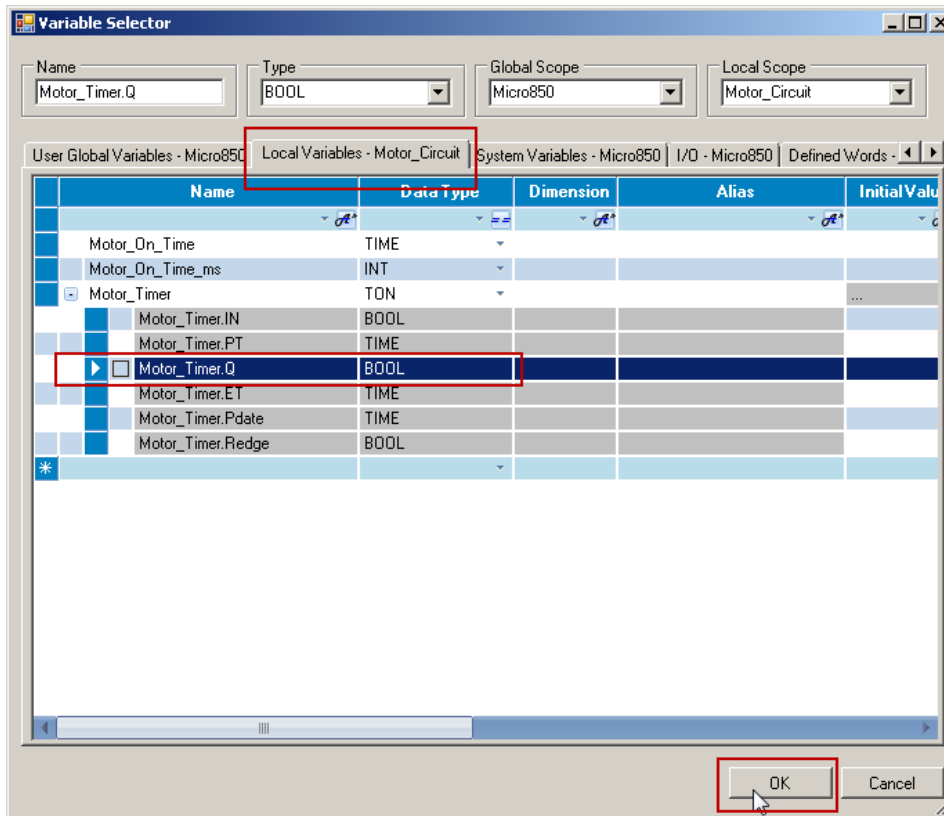 Variable Selector
Name Type Global Scope Local Scope
Motor_Timer.Q BOOL Micro850 Motor_Circuit
User Global Variables - Micro850 Local Variables - Motor_Circuit System Variables - Micro850 I/O - Micro850 Defined Words -
Name Data Type Dimension Alias Initial Valu
Motor_On_Time TIME
Motor_On_Time_ms INT
Motor_Timer TON ...
Motor_Timer.IN BOOL
Motor_Timer.PT TIME
Motor_Timer.Q BOOL
Motor_Timer.ET TIME
Motor_Timer.Pdate TIME
Motor_Timer.Redge BOOL
OK Cancel